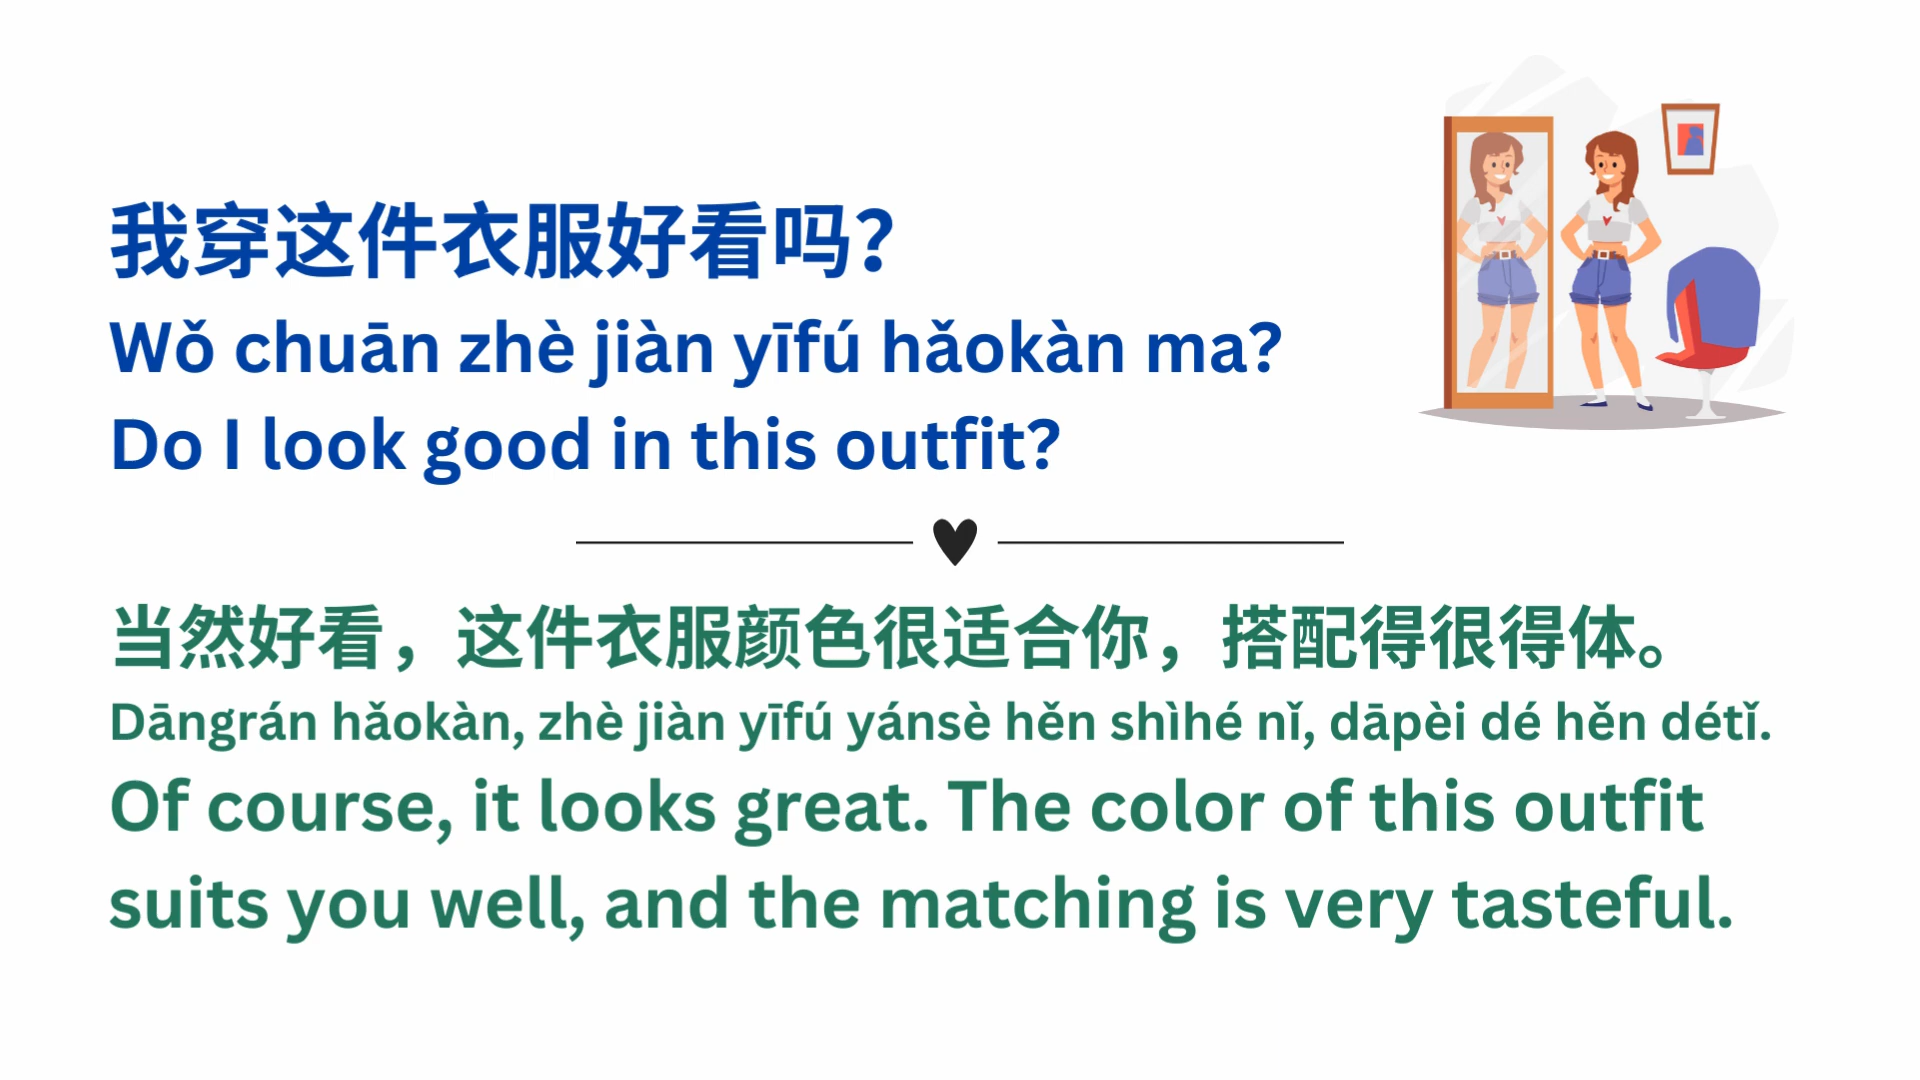 我穿这件衣服好看吗？
Wǒ chuān zhè jiàn yīfú hǎokàn ma?
Do I look good in this outfit?
当然好看，这件衣服颜色很适合你，搭配得很得体。
Dāngrán hǎokàn, zhè jiàn yīfú yánsè hěn shìhé nǐ, dāpèi dé hěn détǐ.
Of course, it looks great. The color of this outfit
suits you well, and the matching is very tasteful.